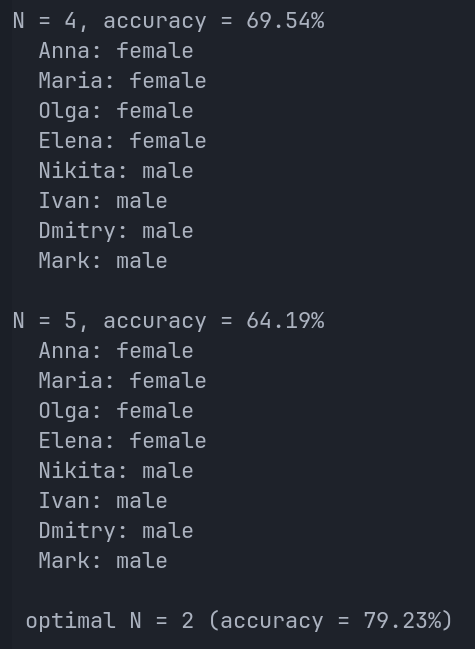 N = 4, accuracy = 69.54%
Anna: female
Maria: female
Olga: female
Elena: female
Nikita: male
Ivan: male
Dmitry: male
Mark: male
N = 5, accuracy = 64.19%
Anna: female
Maria: female
Olga: female
Elena: female
Nikita: male
Ivan: male
Dmitry: male
Mark: male
optimal N = 2 (accuracy = 79.23%)